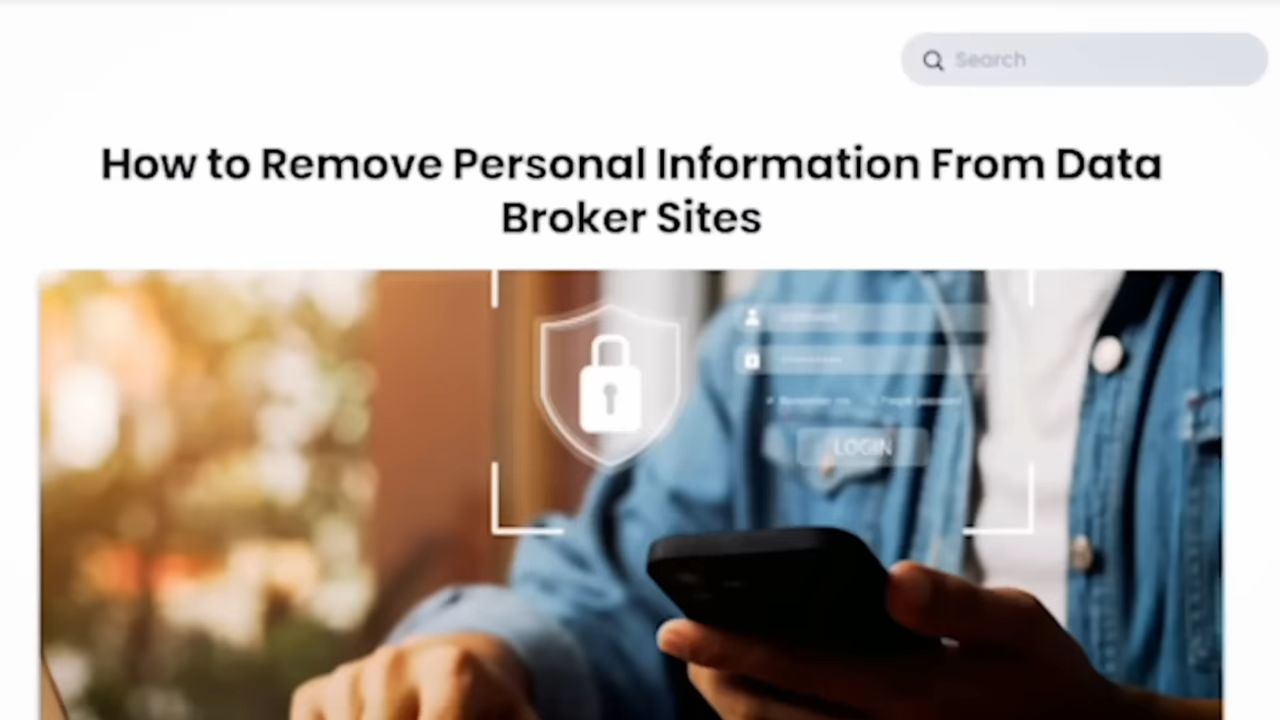 Search
How to Remove Personal Information From Data
Broker Sites
LOGIN